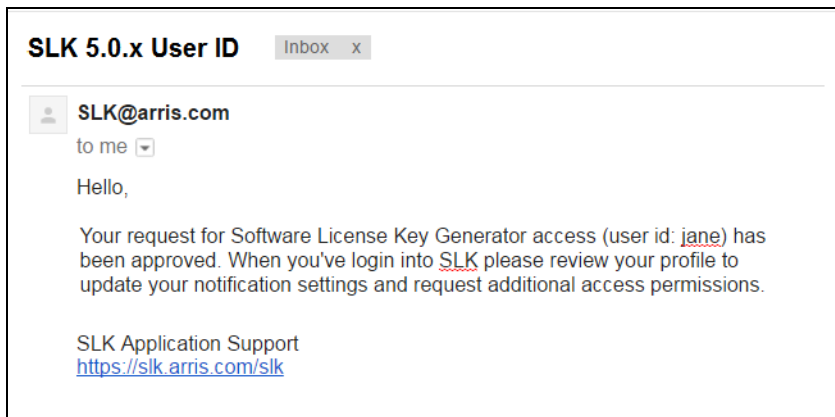 SLK 5.0.x User ID Inbox x
SLK@arris.com
to me
Hello,
Your request for Software License Key Generator access (user id: jane) has
been approved. When you've login into SLK please review your profile to
update your notification settings and request additional access permissions.
SLK Application Support
https://slk.arris.com/slk